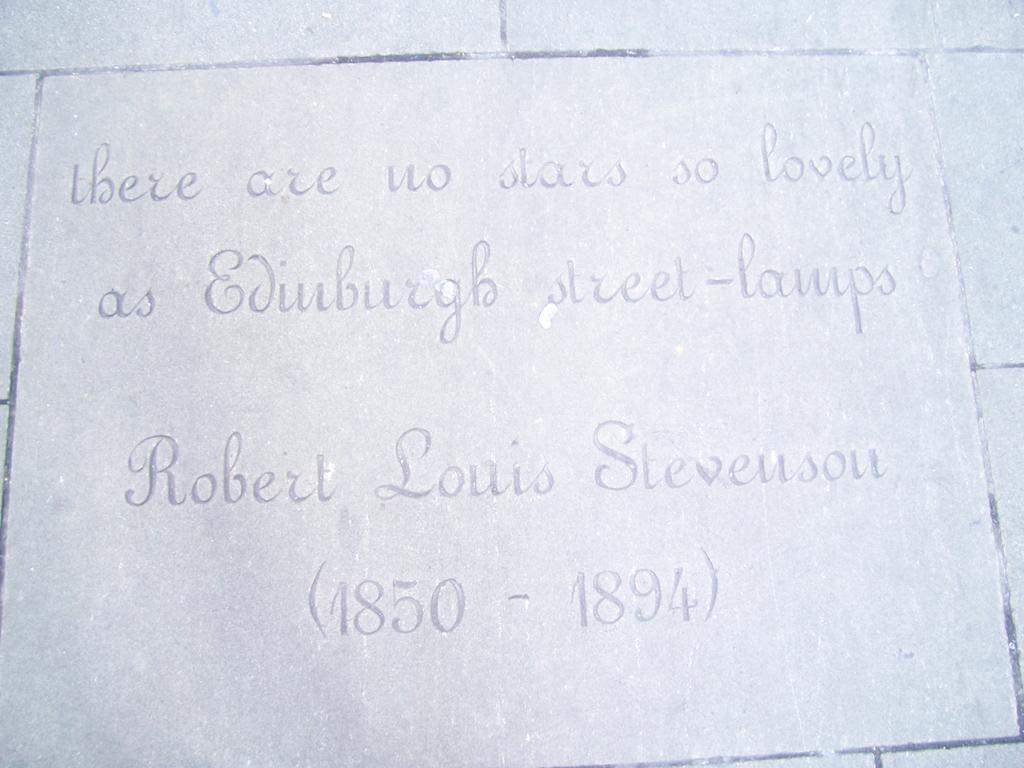 there are no stars so lovely
as Edinburgh street-lamps
Robert Louis Stevenson
(1850 - 1894)